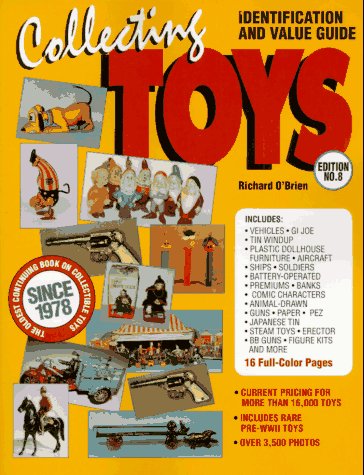 Collecting
TOYS
IDENTIFICATION
AND VALUE GUIDE
EDITION
NO.8
Richard O'Brien
INCLUDES:
• VEHICLES • GI JOE
• TIN WINDUP
• PLASTIC DOLLHOUSE
FURNITURE • AIRCRAFT
• SHIPS • SOLDIERS
• BATTERY-OPERATED
• PREMIUMS • BANKS
• COMIC CHARACTERS
• ANIMAL-DRAWN
• GUNS • PAPER • PEZ
• JAPANESE TIN
• STEAM TOYS • ERECTOR
• BB GUNS • FIGURE KITS
AND MORE
16 Full-Color Pages
THE OLDEST CONTINUING BOOK ON COLLECTIBLE TOYS
SINCE
1978
• CURRENT PRICING FOR
MORE THAN 16,000 TOYS
• INCLUDES RARE
PRE-WWII TOYS
• OVER 3,500 PHOTOS